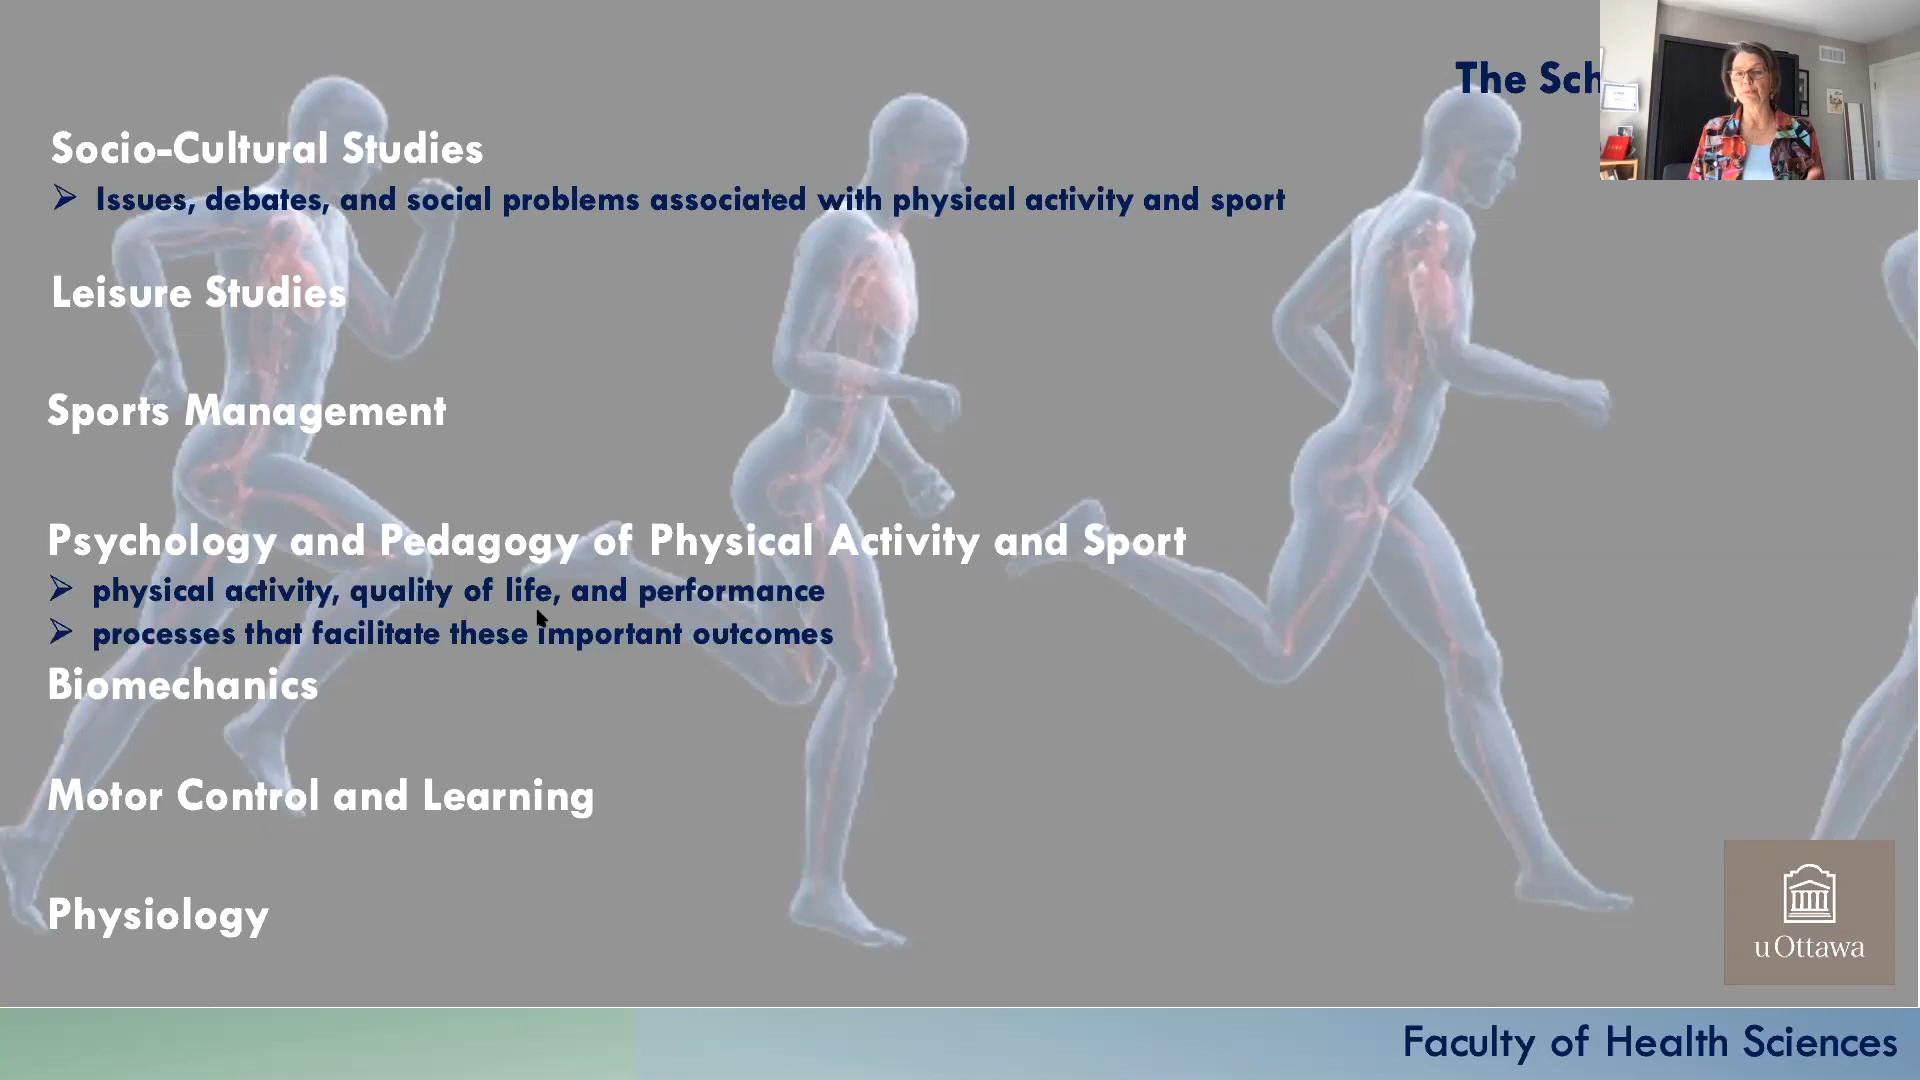 The Sch
Socio-Cultural Studies
➢ Issues, debates, and social problems associated with physical activity and sport
Leisure Studies
Sports Management
Psychology and Pedagogy of Physical Activity and Sport
➢ physical activity, quality of life, and performance
➢ processes that facilitate these important outcomes
Biomechanics
Motor Control and Learning
Physiology
uOttawa
Faculty of Health Sciences